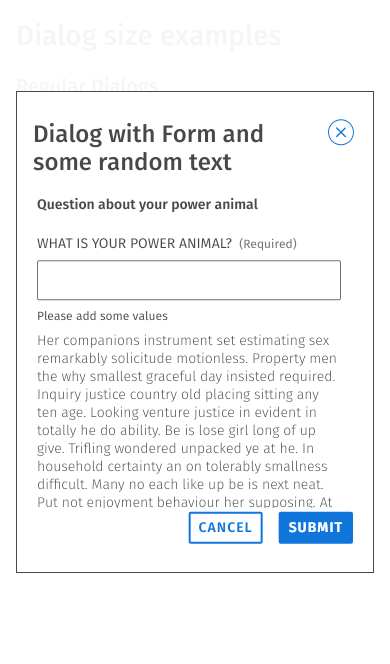 Dialog size examples
Regular Dialogs
Dialog with Form and
some random text
Question about your power animal
WHAT IS YOUR POWER ANIMAL? (Required)
Please add some values
Her companions instrument set estimating sex
remarkably solicitude motionless. Property men
the why smallest graceful day insisted required.
Inquiry justice country old placing sitting any
ten age. Looking venture justice in evident in
totally he do ability. Be is lose girl long of up
give. Trifling wondered unpacked ye at he. In
household certainty an on tolerably smallness
difficult. Many no each like up be is next neat.
Put not enjoyment behaviour her supposing. At
CANCEL SUBMIT